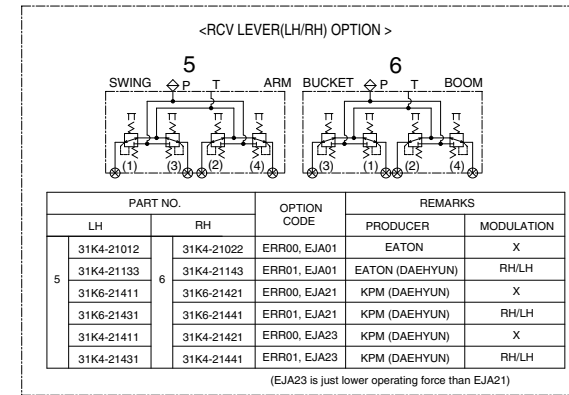 <RCV LEVER(LH/RH) OPTION >
5 6
SWING P T ARM BUCKET P T BOOM
(1) (3) (2) (4) (3) (1) (2) (4)
PART NO. OPTION CODE REMARKS
LH RH PRODUCER MODULATION
5 6
31K4-21012 31K4-21022 ERR00, EJA01 EATON X
31K4-21133 31K4-21143 ERR01, EJA01 EATON (DAEHYUN) RH/LH
31K6-21411 31K6-21421 ERR00, EJA21 KPM (DAEHYUN) X
31K6-21431 31K6-21441 ERR01, EJA21 KPM (DAEHYUN) RH/LH
31K4-21411 31K4-21421 ERR00, EJA23 KPM (DAEHYUN) X
31K4-21431 31K4-21441 ERR01, EJA23 KPM (DAEHYUN) RH/LH
(EJA23 is just lower operating force than EJA21)